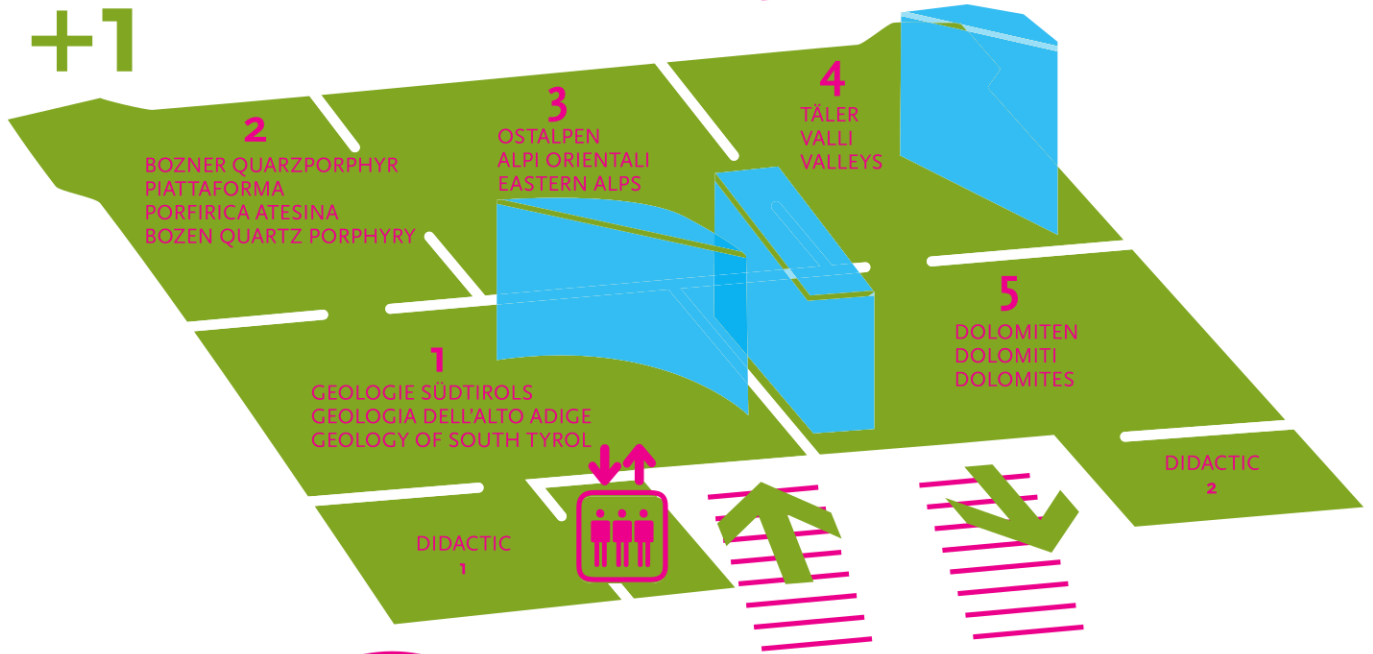 +1
2
BOZNER QUARZPORPHYR
PIATTAFORMA
PORFIRICA ATESINA
BOZEN QUARTZ PORPHYRY
3
OSTALPEN
ALPI ORIENTALI
EASTERN ALPS
4
TÄLER
VALLI
VALLEYS
1
GEOLOGIE SÜDTIROLS
GEOLOGIA DELL'ALTO ADIGE
GEOLOGY OF SOUTH TYROL
5
DOLOMITEN
DOLOMITI
DOLOMITES
DIDACTIC
1
DIDACTIC
2